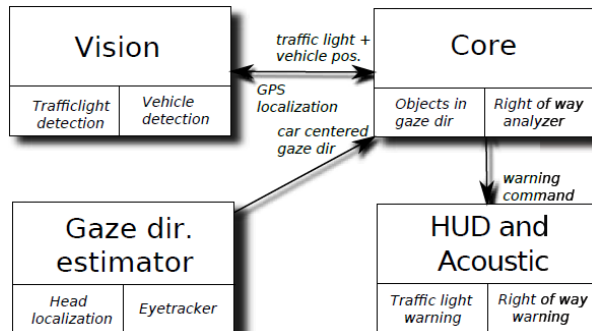 Vision
Trafficlight
detection
Vehicle
detection
traffic light +
vehicle pos.
GPS
localization
car centered
gaze dir
Core
Objects in
gaze dir
Right of way
analyzer
warning
command
Gaze dir.
estimator
Head
localization
Eyetracker
HUD and
Acoustic
Traffic light
warning
Right of way
warning